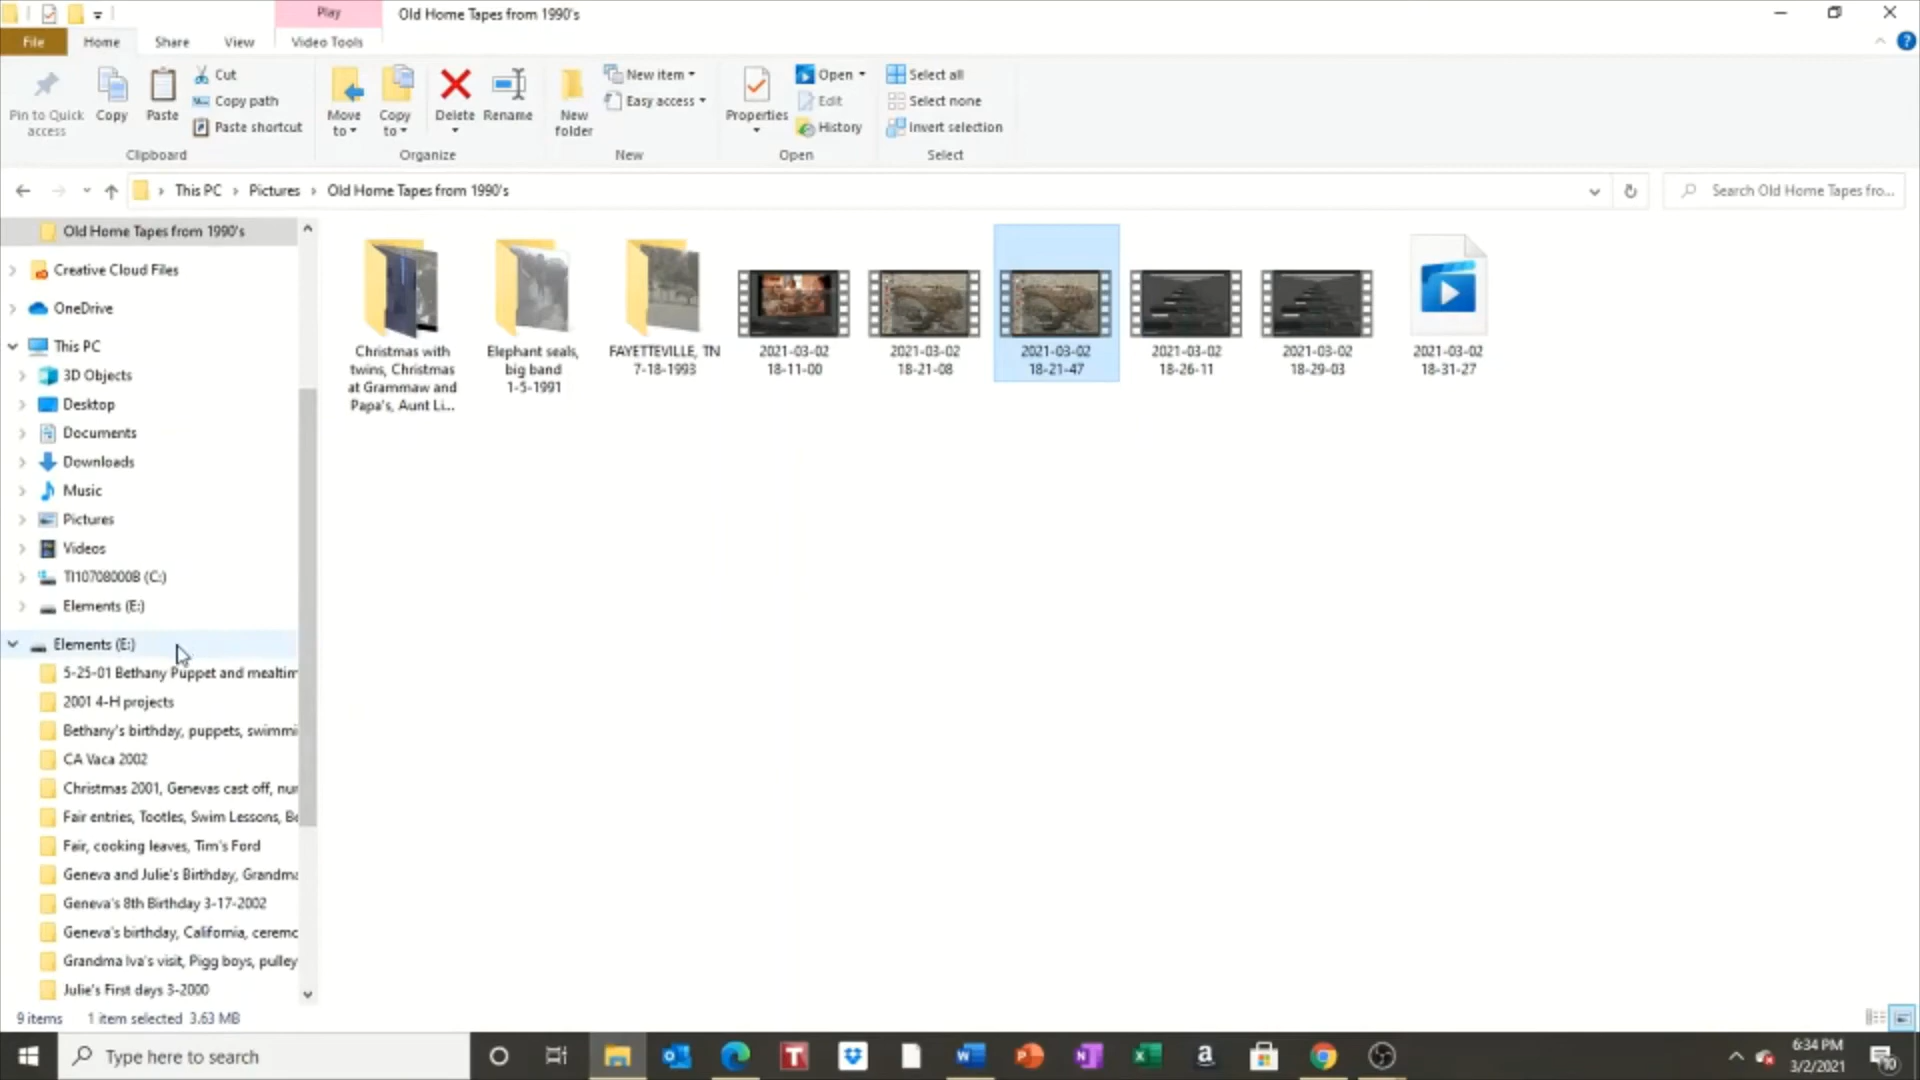 Play
Old Home Tapes from 1990's
File
Home
Share
View
Video Tools
Pin to Quick
access
Copy
Paste
Cut
Copy path
Paste shortcut
Clipboard
Move
to
Copy
to
Delete
Rename
Organize
New
folder
New item
Easy access
New
Properties
Open
Edit
History
Open
Select all
Select none
Invert selection
Select
This PC
Pictures
Old Home Tapes from 1990's
Search Old Home Tapes fro...
Old Home Tapes from 1990's
Creative Cloud Files
OneDrive
This PC
3D Objects
Desktop
Documents
Downloads
Music
Pictures
Videos
TI10708000B (C:)
Elements (E:)
Elements (E:)
5-25-01 Bethany Puppet and mealtim
2001 4-H projects
Bethany's birthday, puppets, swimmi
CA Vaca 2002
Christmas 2001, Genevas cast off, nur
Fair entries, Tootles, Swim Lessons, Be
Fair, cooking leaves, Tim's Ford
Geneva and Julie's Birthday, Grandma
Geneva's 8th Birthday 3-17-2002
Geneva's birthday, California, ceremo
Grandma Iva's visit, Pigg boys, pulley
Julie's First days 3-2000
Christmas with
twins, Christmas
at Grammaw and
Papa's, Aunt Li...
Elephant seals,
big band
1-5-1991
FAYETTEVILLE, TN
7-18-1993
2021-03-02
18-11-00
2021-03-02
18-21-08
2021-03-02
18-21-47
2021-03-02
18-26-11
2021-03-02
18-29-03
2021-03-02
18-31-27
9 items
1 item selected 3.63 MB
Type here to search
6:34 PM
3/2/2021
10